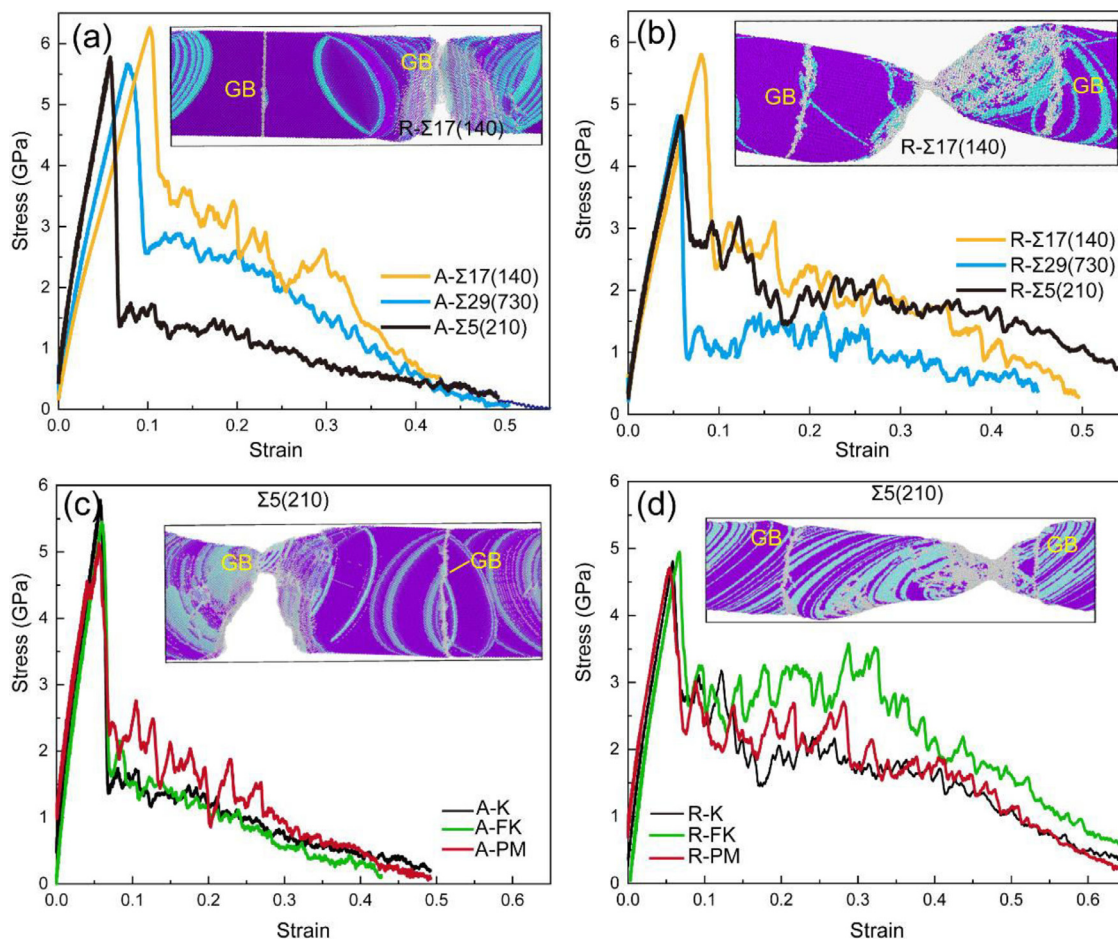 (a)
GB
GB
R-Σ17(140)
A-Σ17(140)
A-Σ29(730)
A-Σ5(210)
Stress (GPa)
6
5
4
3
2
1
0
0.0 0.1 0.2 0.3 0.4 0.5
Strain
(b)
GB
GB
R-Σ17(140)
R-Σ17(140)
R-Σ29(730)
R-Σ5(210)
Stress (GPa)
6
5
4
3
2
1
0
0.0 0.1 0.2 0.3 0.4 0.5
Strain
(c)
Σ5(210)
GB
GB
A-K
A-FK
A-PM
Stress (GPa)
6
5
4
3
2
1
0
0.0 0.1 0.2 0.3 0.4 0.5 0.6
Strain
(d)
Σ5(210)
GB
GB
R-K
R-FK
R-PM
Stress (GPa)
6
5
4
3
2
1
0
0.0 0.1 0.2 0.3 0.4 0.5 0.6
Strain